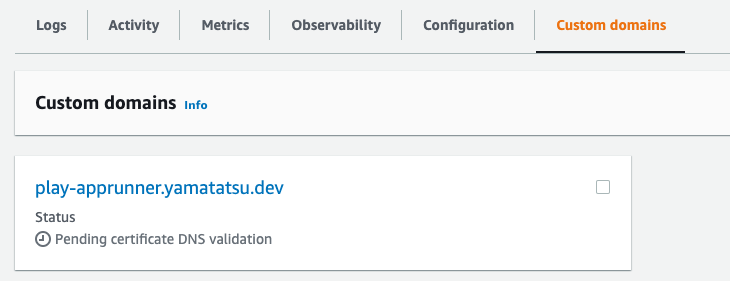 Logs Activity Metrics Observability Configuration Custom domains
Custom domains Info
play-apprunner.yamatatsu.dev
Status
Pending certificate DNS validation